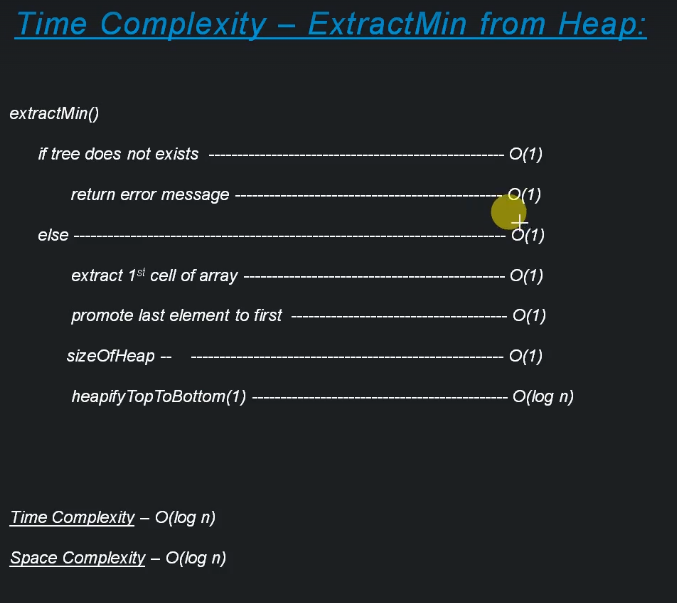 Time Complexity – ExtractMin from Heap:
extractMin()
if tree does not exists ---------------------------------------------------- O(1)
return error message ----------------------------------------------- O(1)
else ---------------------------------------------------------------------------- O(1)
extract 1st cell of array ---------------------------------------------- O(1)
promote last element to first -------------------------------------- O(1)
sizeOfHeap -- ------------------------------------------------------- O(1)
heapifyTopToBottom(1) --------------------------------------------- O(log n)
Time Complexity – O(log n)
Space Complexity – O(log n)